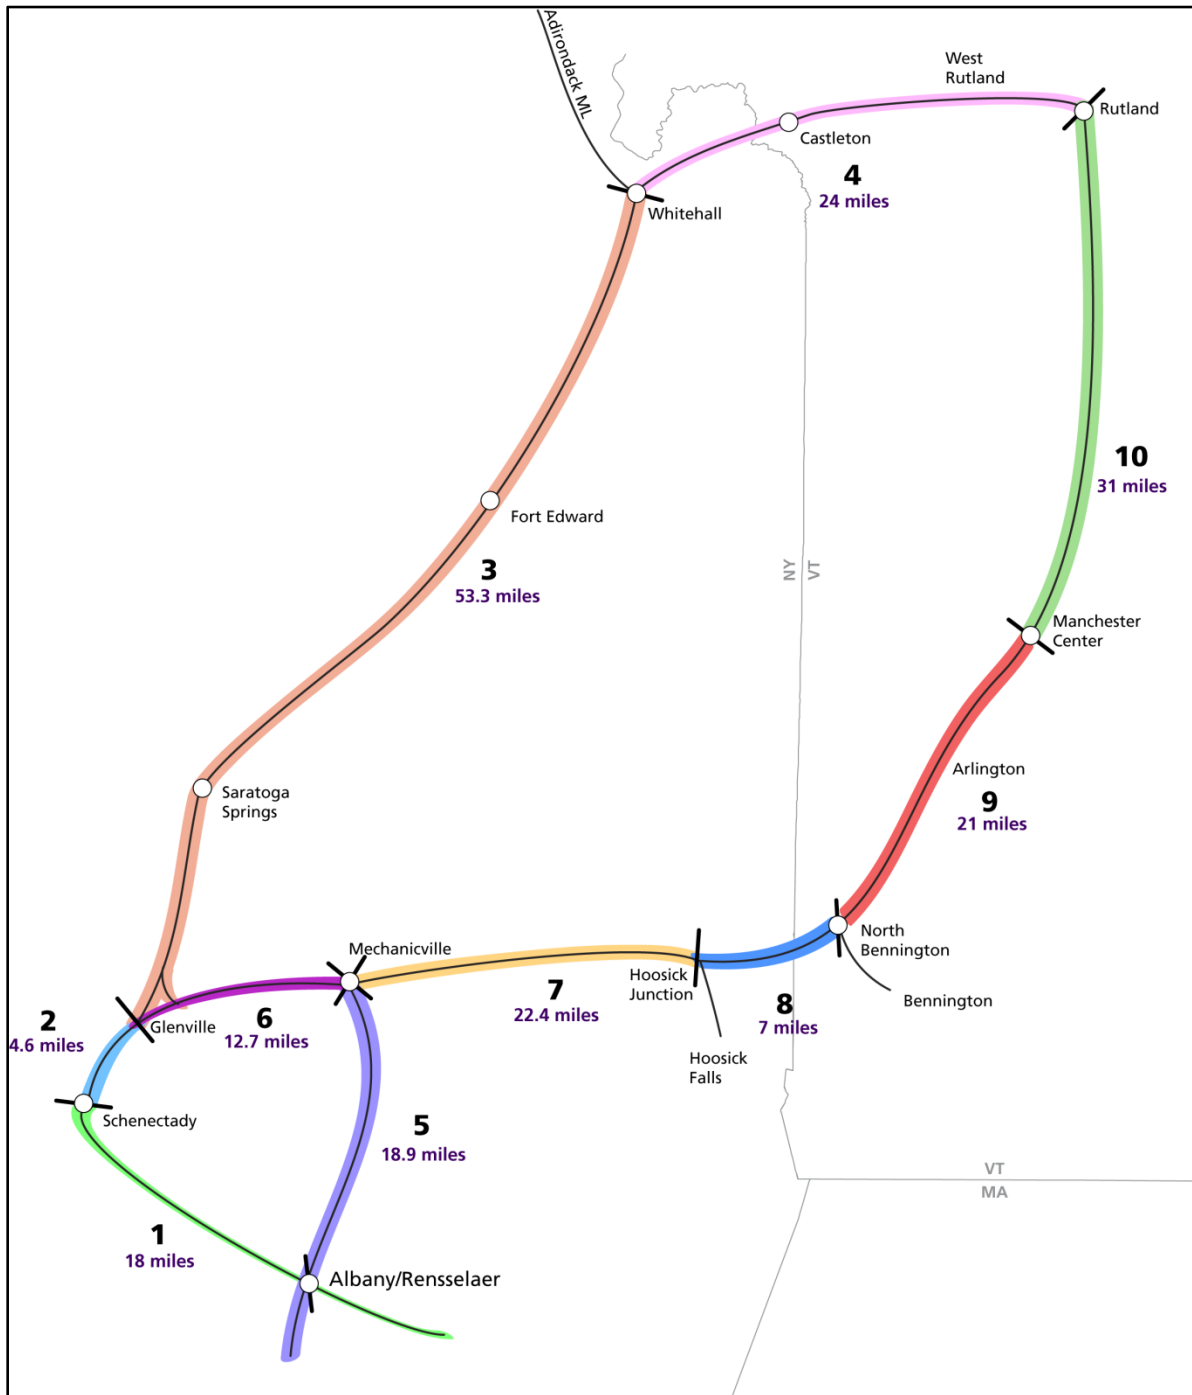 Adirondack ML
West
Rutland
Rutland
Castleton
4
24 miles
Whitehall
10
31 miles
Fort Edward
3
53.3 miles
NY
VT
Manchester
Center
Arlington
9
21 miles
Saratoga
Springs
North
Bennington
Mechanicville
Hoosick
Junction
7
22.4 miles
8
7 miles
Bennington
2
4.6 miles
Glenville
6
12.7 miles
Hoosick
Falls
Schenectady
5
18.9 miles
VT
MA
1
18 miles
Albany/Rensselaer